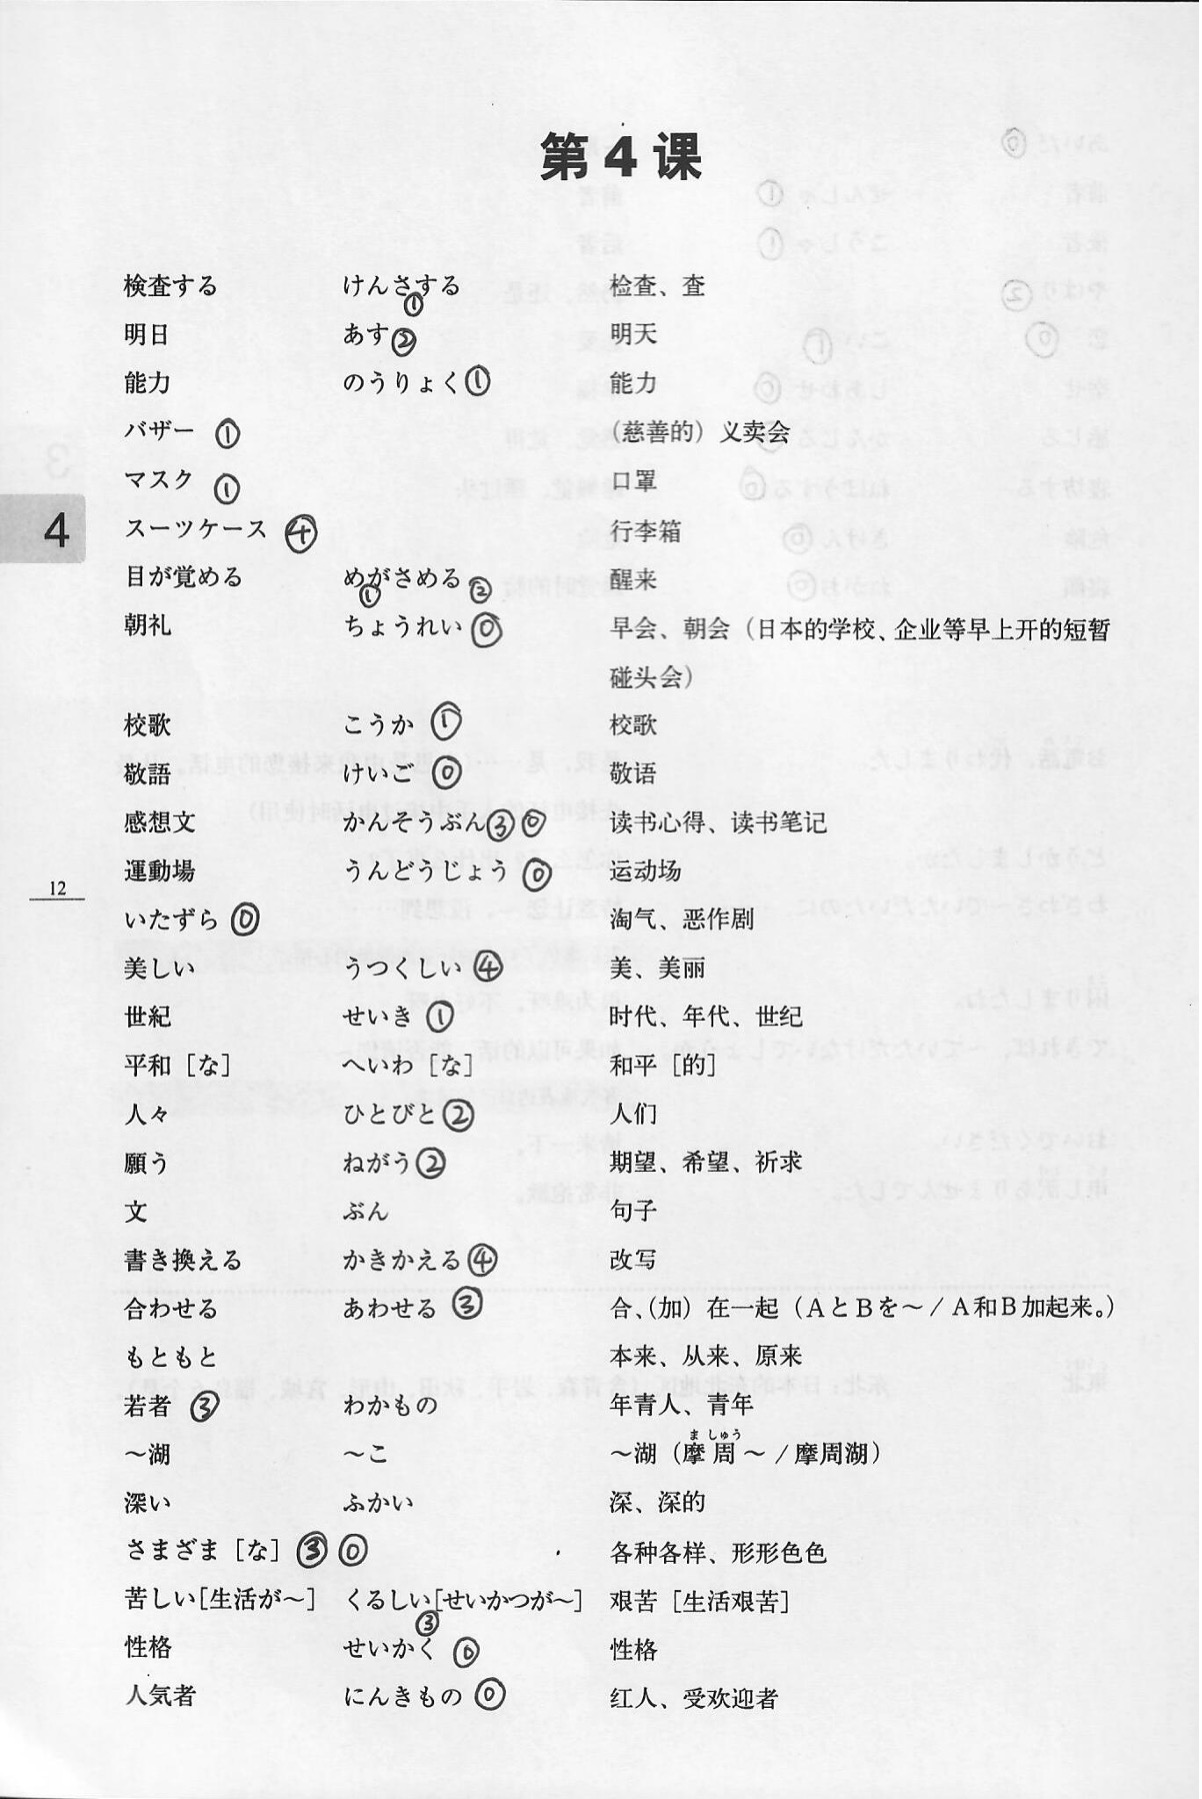 第4课
検査する けんさする ① 检查、查
明日 あす② 明天
能力 のうりょく① 能力
バザー ① （慈善的）义卖会
マスク ① 口罩
4
スーツケース ④ 行李箱
目が覚める めがさめる ① ② 醒来
朝礼 ちょうれい⓪ 早会、朝会（日本的学校、企业等早上开的短暂
碰头会）
校歌 こうか ① 校歌
敬語 けいご ⓪ 敬语
感想文 かんそうぶん③⓪ 读书心得、读书笔记
運動場 うんどうじょう ⓪ 运动场
12
いたずら ⓪ 淘气、恶作剧
美しい うつくしい④ 美、美丽
世紀 せいき ① 时代、年代、世纪
平和［な］ へいわ［な］ 和平［的］
人々 ひとびと② 人们
願う ねがう② 期望、希望、祈求
文 ぶん 句子
書き換える かきかえる④ 改写
合わせる あわせる ③ 合、（加）在一起（AとBを～/A和B加起来。）
もともと 本来、从来、原来
若者 ③ わかもの 年青人、青年
～湖 ～こ ～湖（摩周～/摩周湖）
ま しゅう
深い ふかい 深、深的
さまざま［な］③ ⓪ 各种各样、形形色色
苦しい[生活が～］ くるしい[せいかつが～] ③ 艰苦［生活艰苦］
性格 せいかく ⓪ 性格
人気者 にんきもの ⓪ 红人、受欢迎者